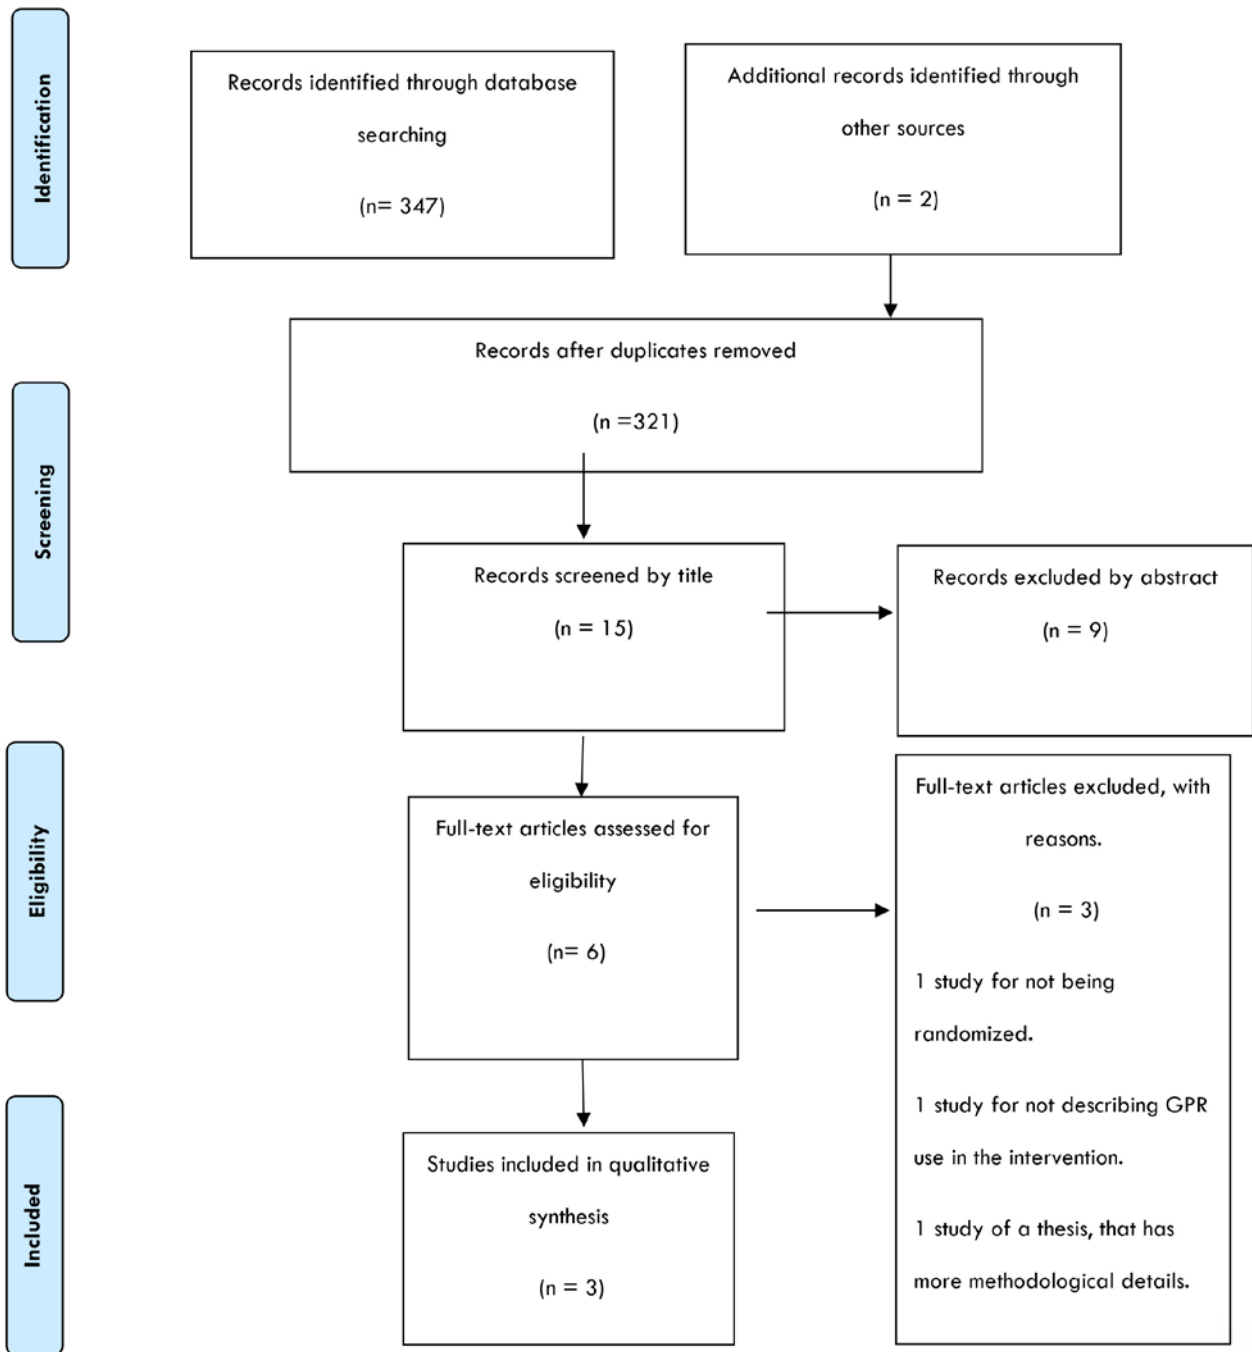 Identification
Records identified through database
searching
(n= 347)
Additional records identified through
other sources
(n = 2)
Records after duplicates removed
(n =321)
Screening
Records screened by title
(n = 15)
Records excluded by abstract
(n = 9)
Eligibility
Full-text articles assessed for
eligibility
(n= 6)
Full-text articles excluded, with
reasons.
(n = 3)
1 study for not being
randomized.
1 study for not describing GPR
use in the intervention.
1 study of a thesis, that has
more methodological details.
Included
Studies included in qualitative
synthesis
(n = 3)